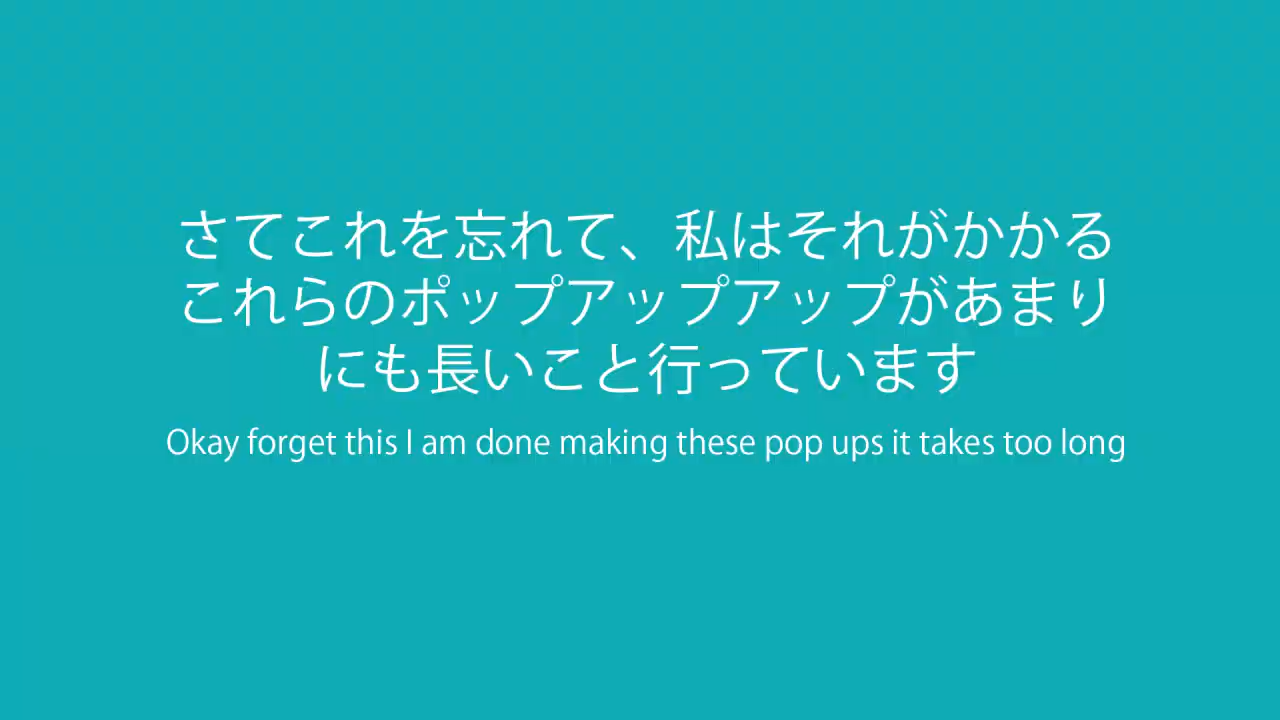 さてこれを忘れて、私はそれがかかる
これらのポップアップアップがあまり
にも長いこと行っています
Okay forget this I am done making these pop ups it takes too long